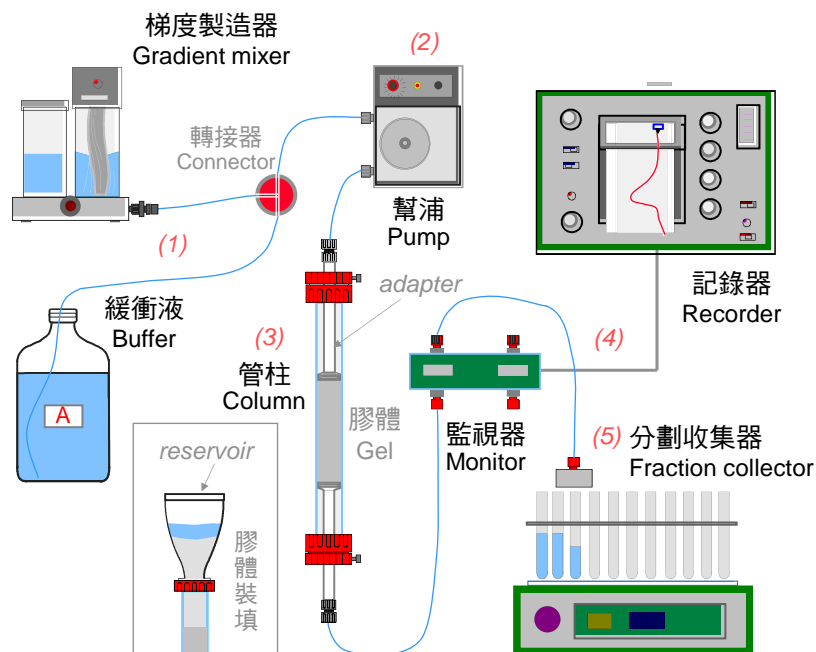 梯度製造器
Gradient mixer
(2)
轉接器
Connector
幫浦
Pump
(1)
緩衝液
Buffer
A
adapter
(3)
管柱
Column
膠體
Gel
記錄器
Recorder
(4)
監視器
Monitor
(5) 分劃收集器
Fraction collector
reservoir
膠體裝填